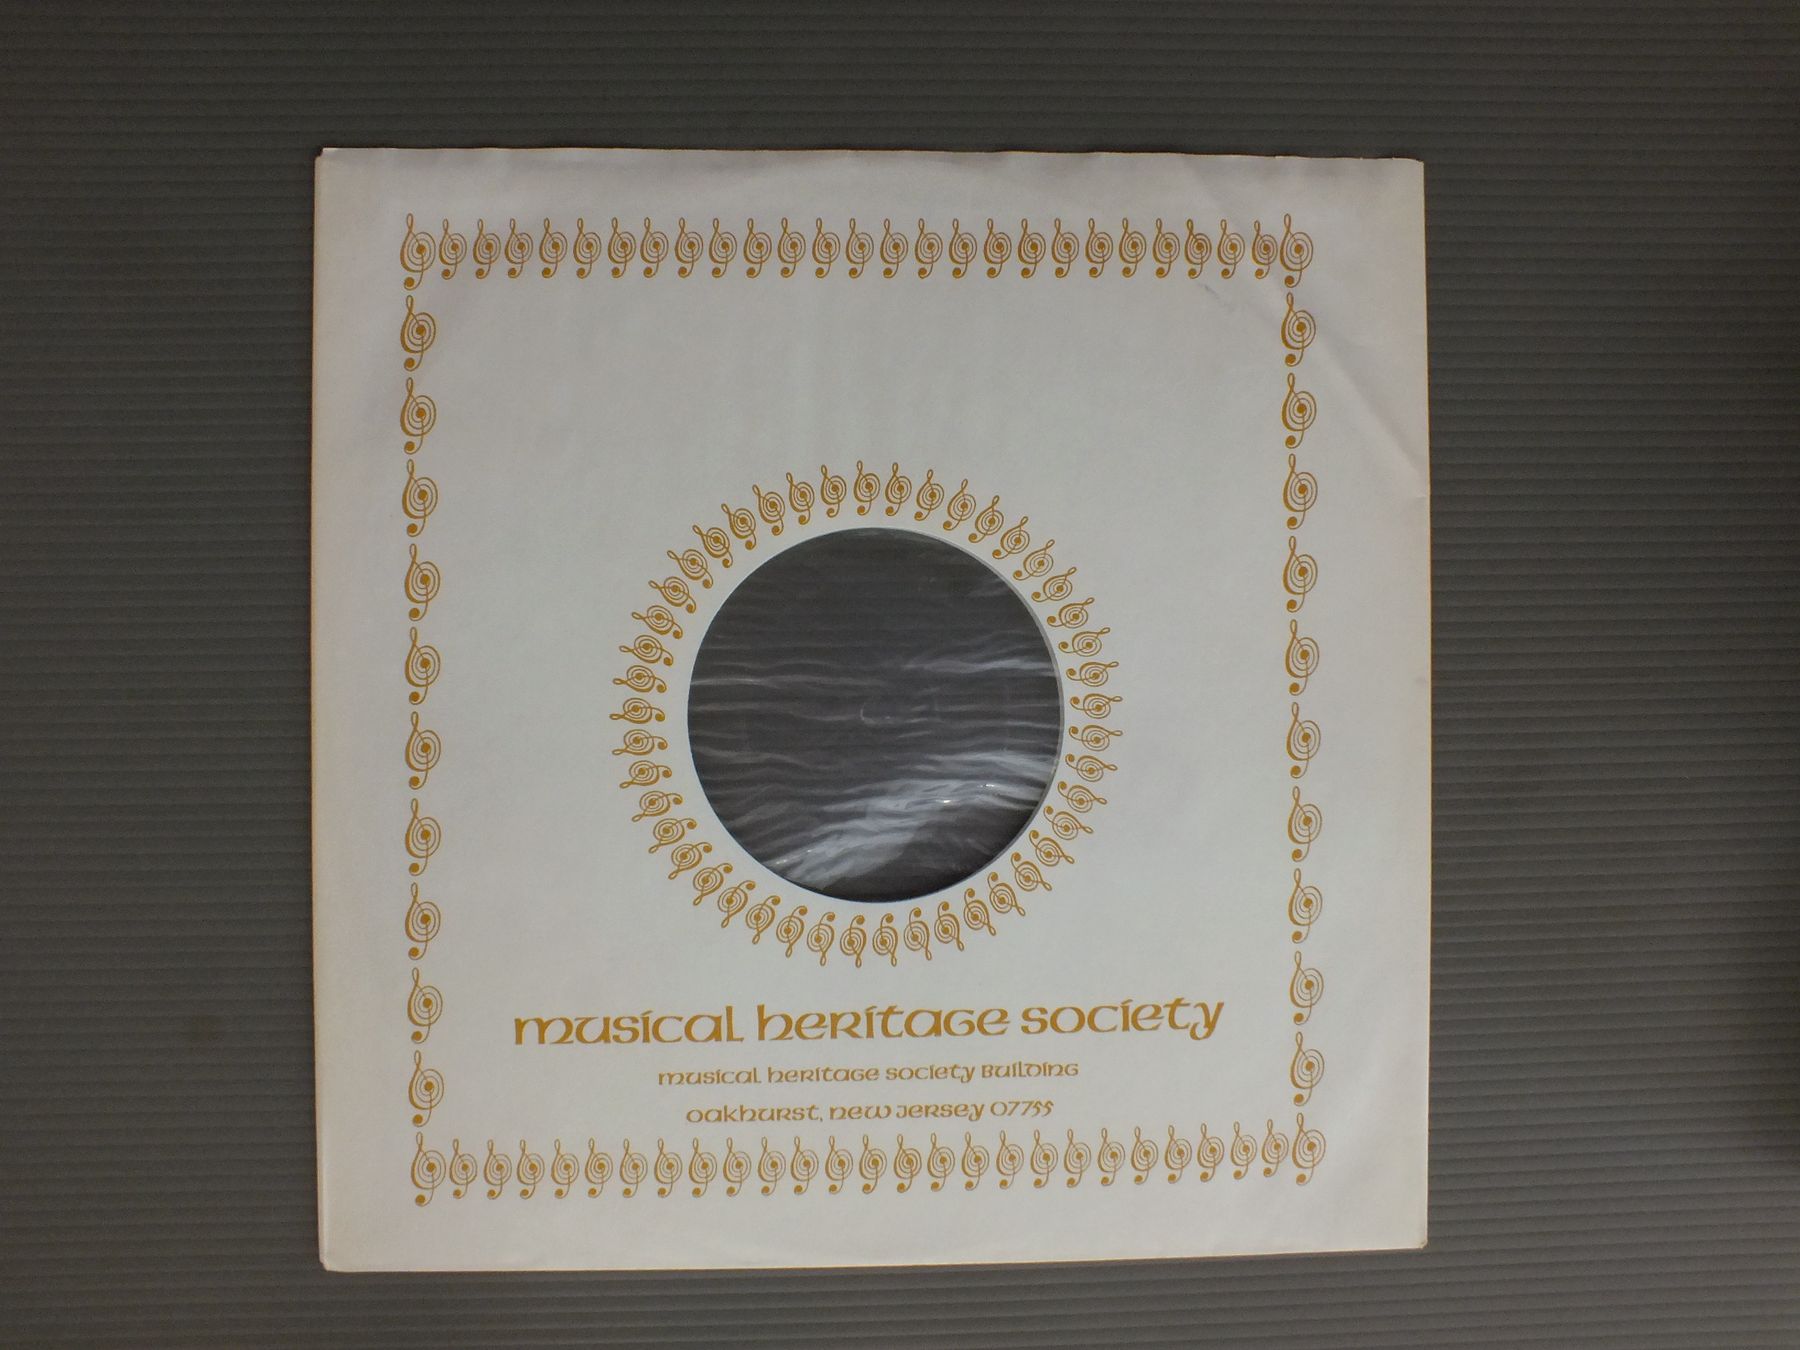 musical heritage society
musical heritage society building
oakhurst, new jersey 07755